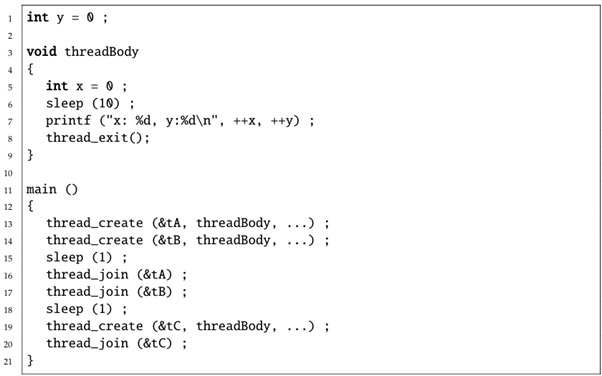 1 int y = 0 ;
2
3 void threadBody
4 {
5 int x = 0 ;
6 sleep (10) ;
7 printf ("x: %d, y:%d\n", ++x, ++y) ;
8 thread_exit();
9 }
10
11 main ()
12 {
13 thread_create (&tA, threadBody, ...) ;
14 thread_create (&tB, threadBody, ...) ;
15 sleep (1) ;
16 thread_join (&tA) ;
17 thread_join (&tB) ;
18 sleep (1) ;
19 thread_create (&tC, threadBody, ...) ;
20 thread_join (&tC) ;
21 }